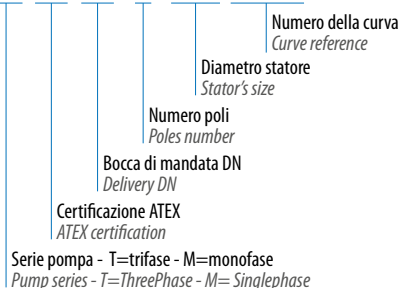 Numero della curva
Curve reference
Diametro statore
Stator's size
Numero poli
Poles number
Bocca di mandata DN
Delivery DN
Certificazione ATEX
ATEX certification
Serie pompa - T=trifase - M=monofase
Pump series - T=ThreePhase - M= Singlephase